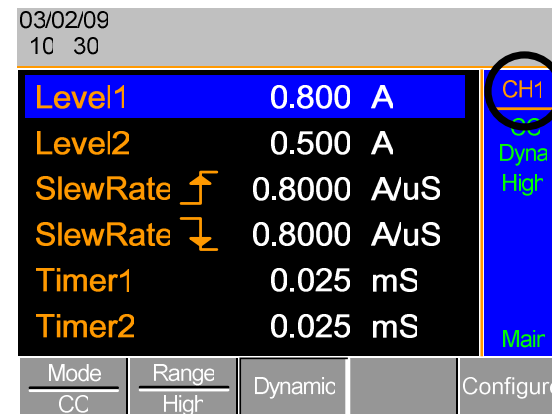 03/02/09
10 30
Level1 0.800 A
Level2 0.500 A
SlewRate 0.8000 A/uS
SlewRate 0.8000 A/uS
Timer1 0.025 mS
Timer2 0.025 mS
CH1
CC
Dyna
High
Main
Mode
CC
Range
High
Dynamic
Configure